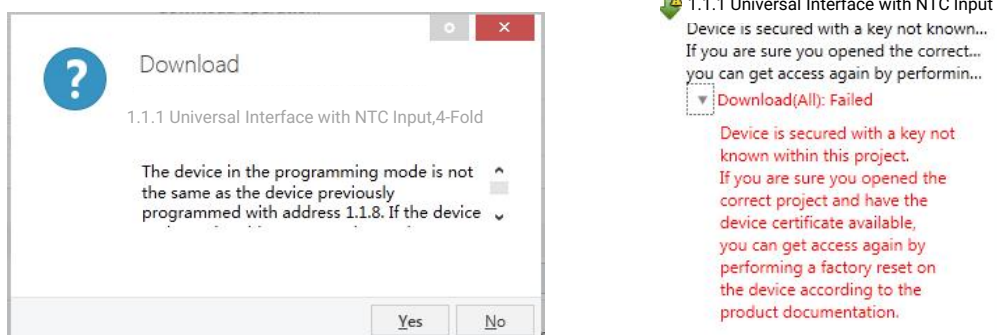 Download
1.1.1 Universal Interface with NTC Input,4-Fold
The device in the programming mode is not
the same as the device previously
programmed with address 1.1.8. If the device
Yes
No
1.1.1 Universal Interface with NTC Input
Device is secured with a key not known...
If you are sure you opened the correct...
you can get access again by performin...
Download(All): Failed
Device is secured with a key not
known within this project.
If you are sure you opened the
correct project and have the
device certificate available,
you can get access again by
performing a factory reset on
the device according to the
product documentation.